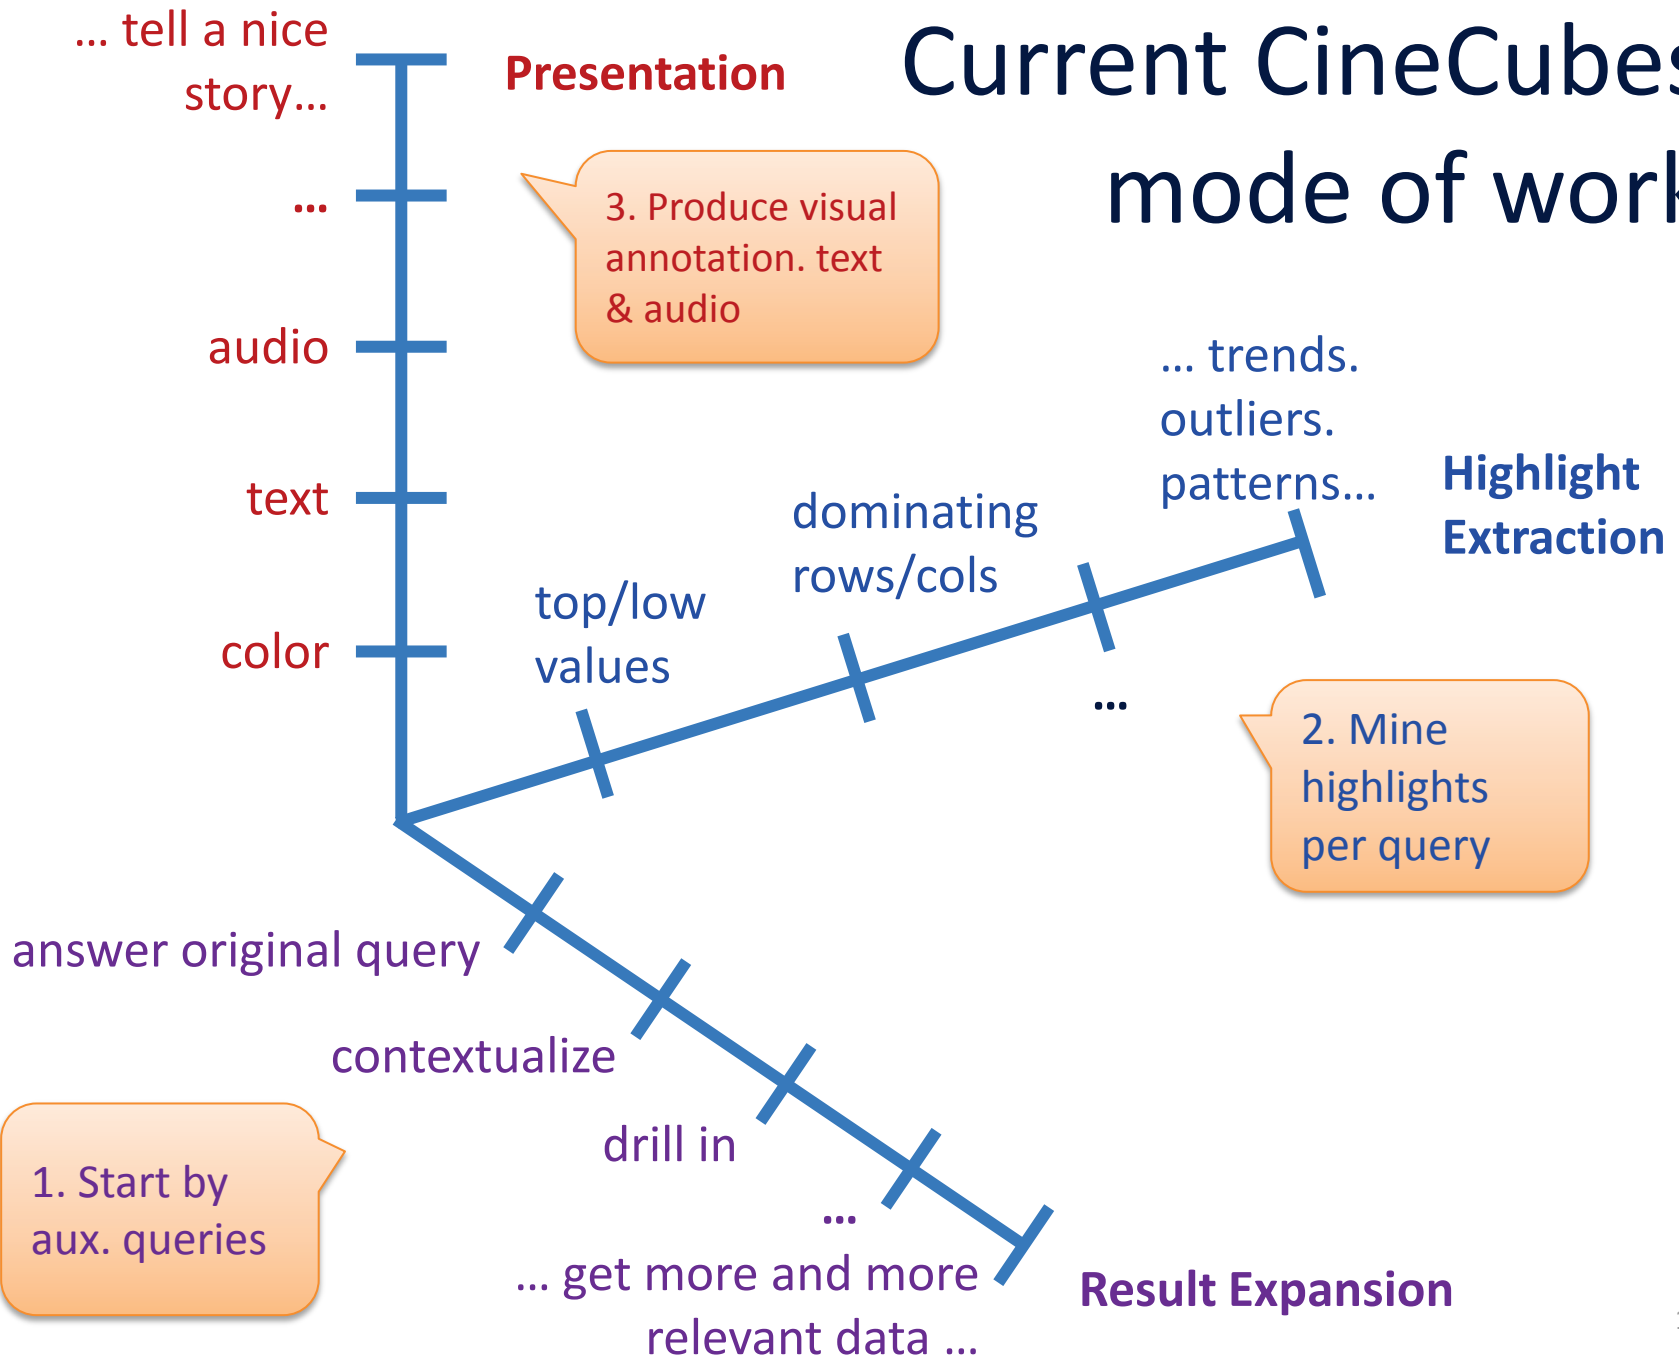 Current CineCubes
mode of work
... tell a nice
story...
Presentation
...
3. Produce visual
annotation. text
& audio
audio
text
color
... trends.
outliers.
patterns...
Highlight
Extraction
dominating
rows/cols
top/low
values
...
2. Mine
highlights
per query
answer original query
contextualize
drill in
...
... get more and more
relevant data ...
Result Expansion
1. Start by
aux. queries